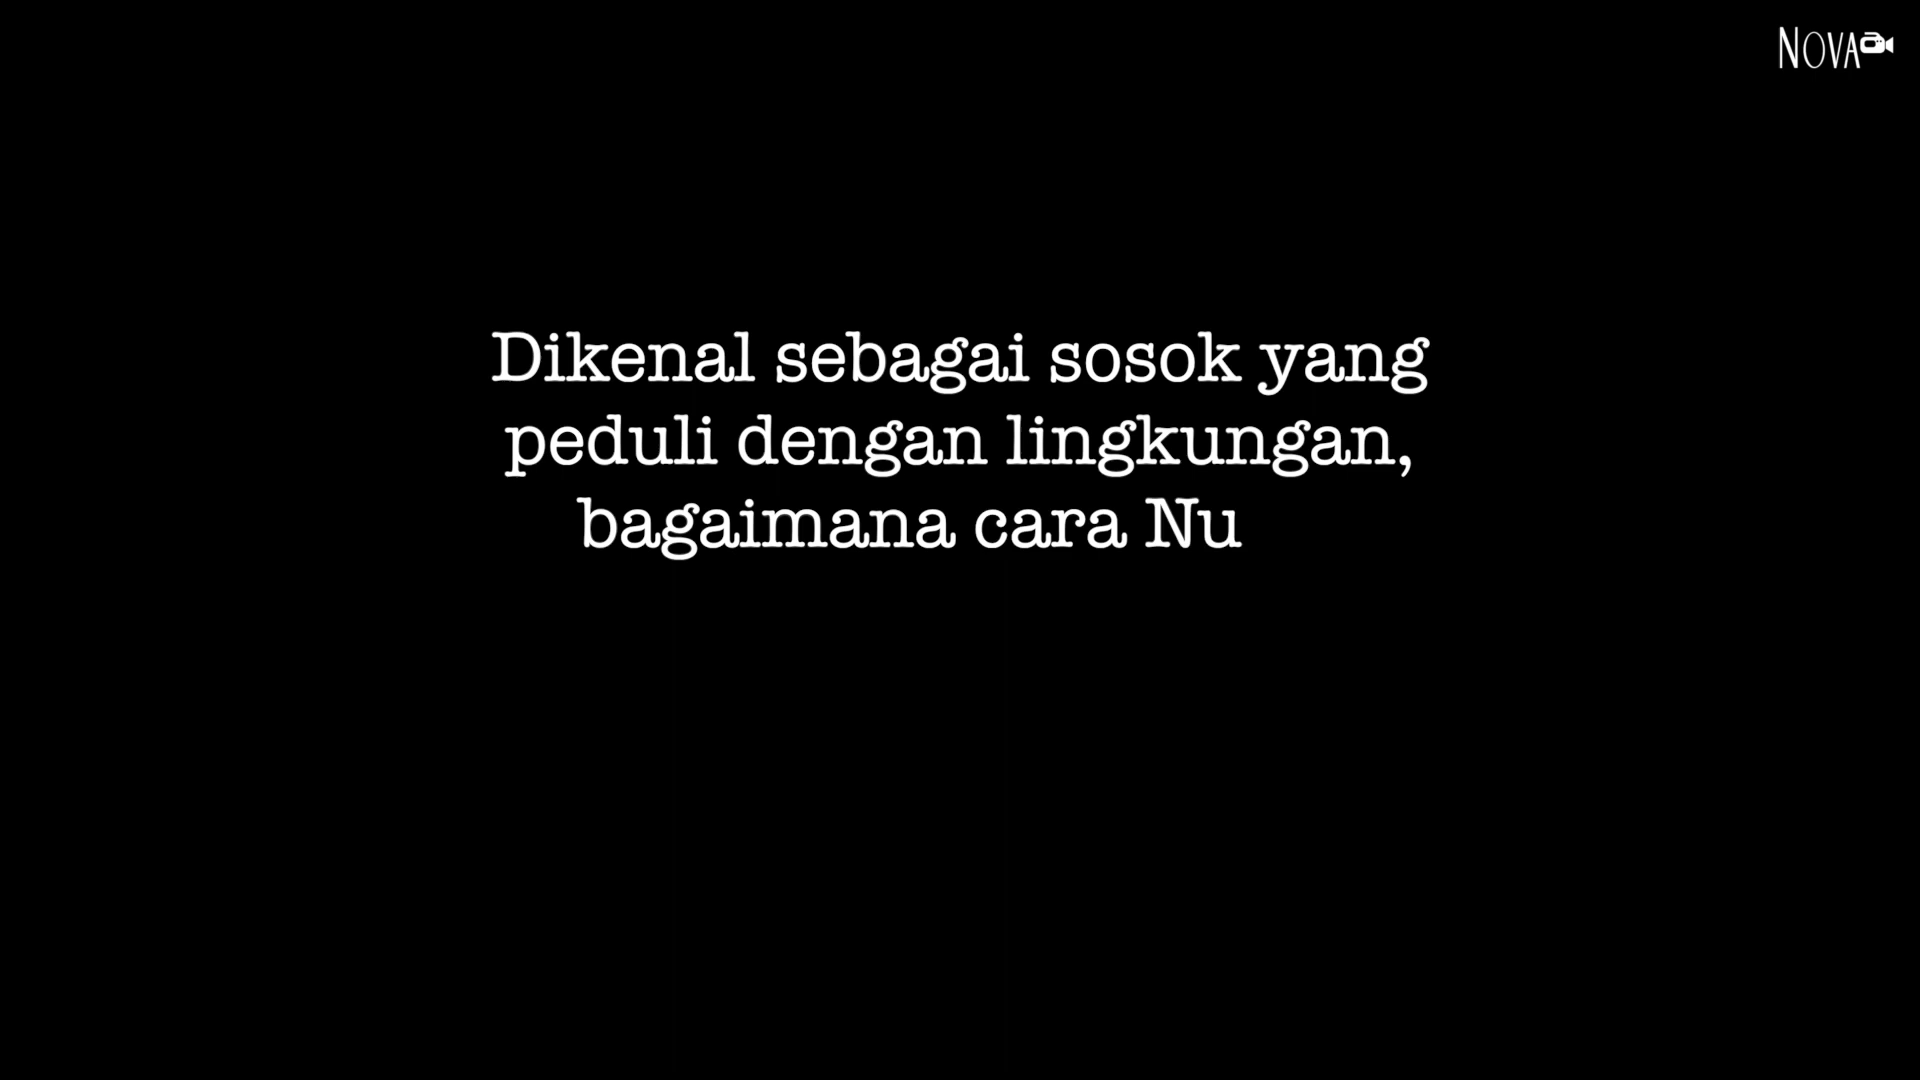 NOVA
Dikenal sebagai sosok yang
peduli dengan lingkungan,
bagaimana cara Nu